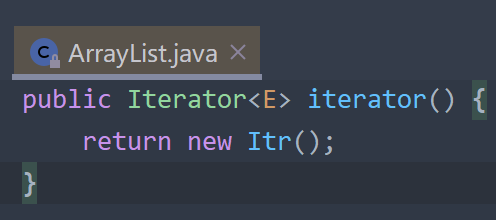 C ArrayList.java ×
public Iterator<E> iterator() {
    return new Itr();
}